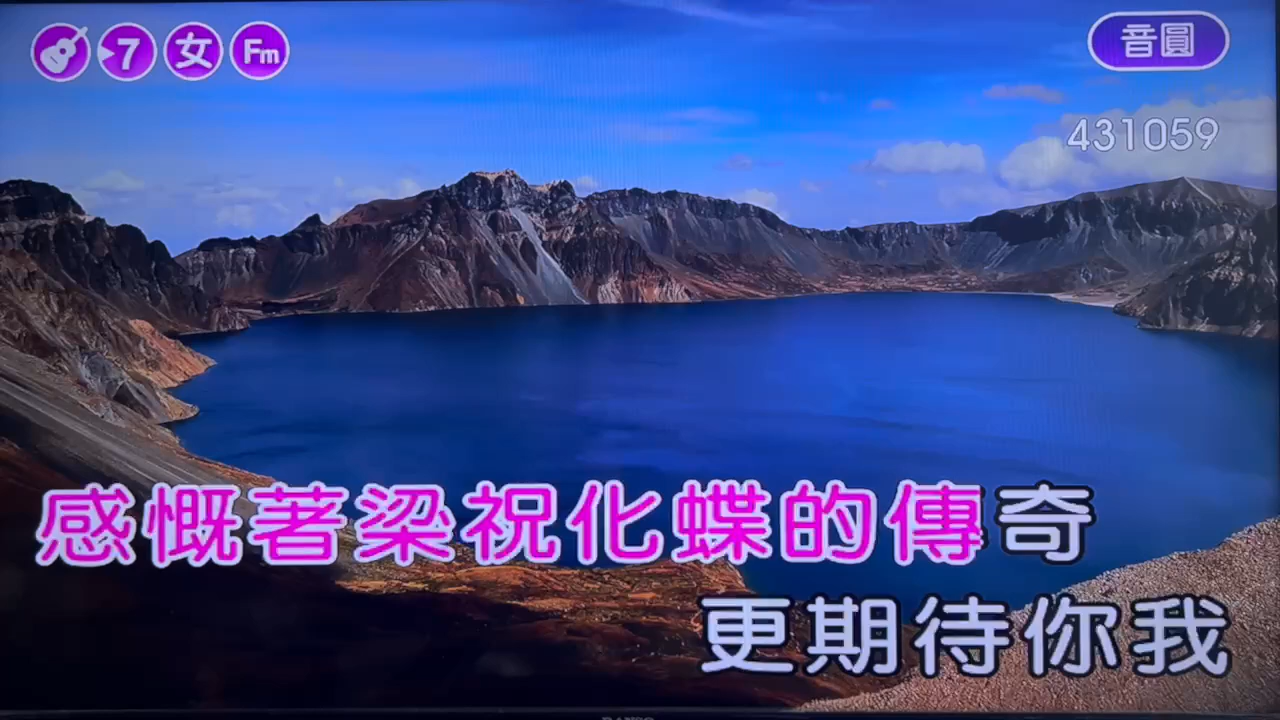 7 女 Fm
音圓
431059
感慨著梁祝化蝶的傳奇
更期待你我